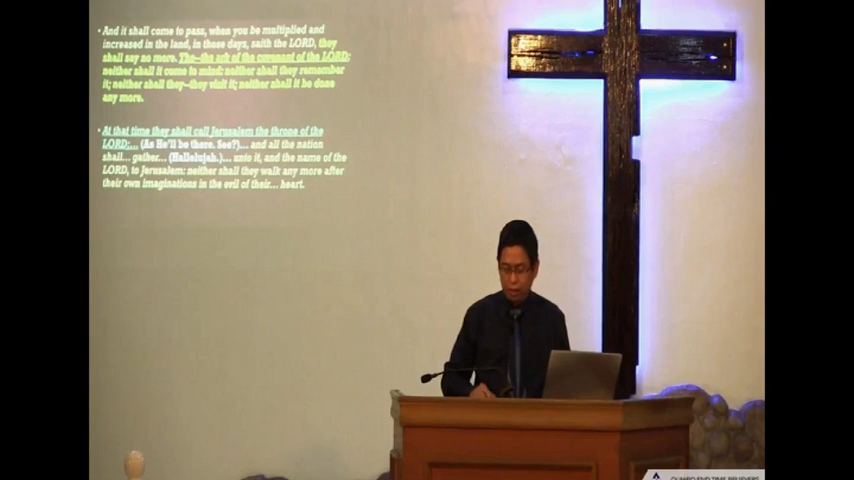 • And it shall come to pass, when you be multiplied and
increased in the land, in those days, saith the LORD, they
shall say no more, The--the ark of the covenant of the LORD:
neither shall it come to mind: neither shall they remember
it; neither shall they--they visit it; neither shall it be done
any more.
• At that time they shall call Jerusalem the throne of the
LORD;... (As He'll be there. See?)... and all the nation
shall... gather... (Hallelujah.)... unto it, and the name of the
LORD, to Jerusalem: neither shall they walk any more after
their own imaginations in the evil of their... heart.
END TIME BELIEVERS